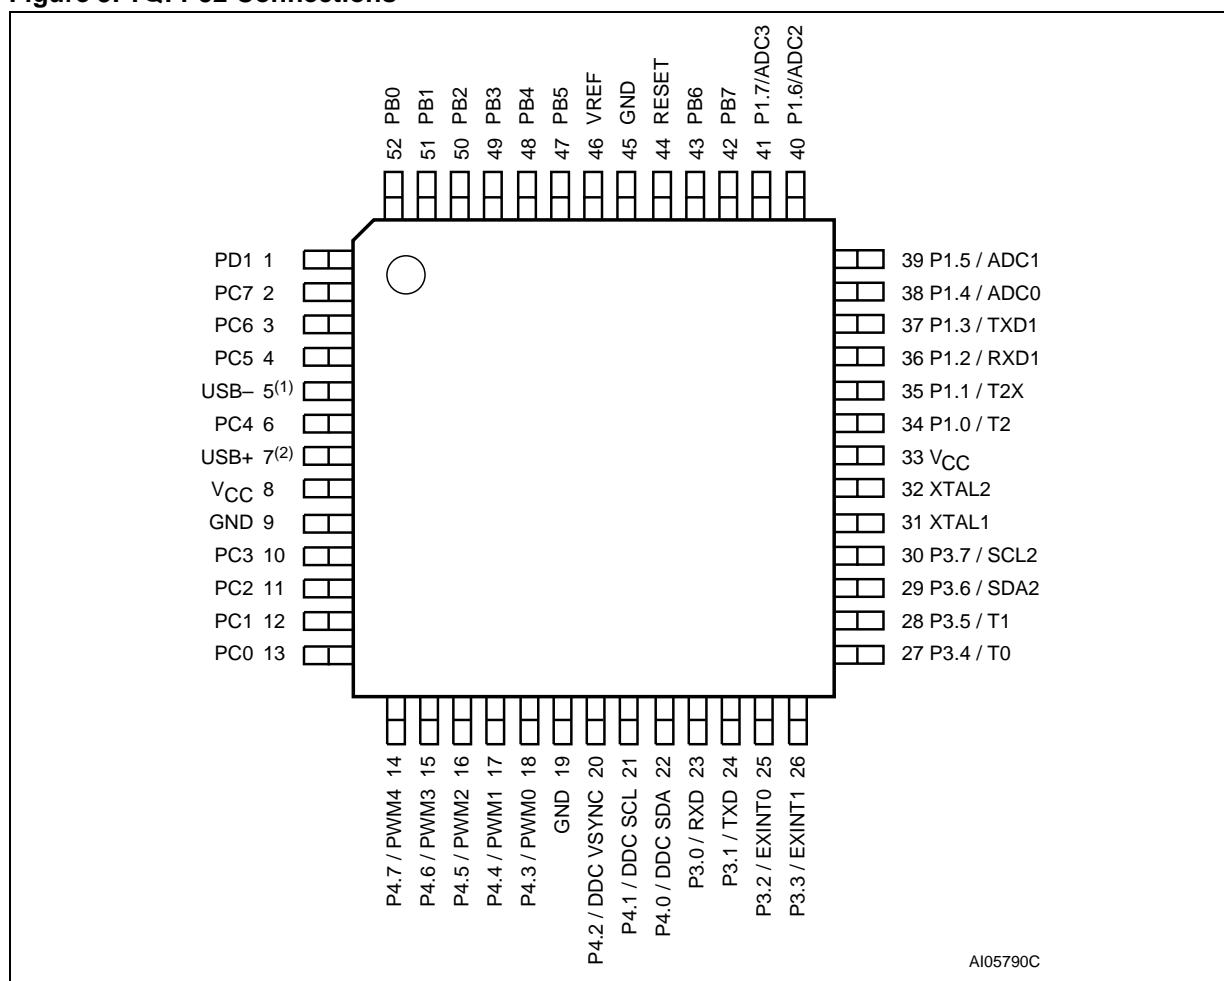 52 PB0
51 PB1
50 PB2
49 PB3
48 PB4
47 PB5
46 VREF
45 GND
44 RESET
43 PB6
42 PB7
41 P1.7/ADC3
40 P1.6/ADC2
PD1 1
PC7 2
PC6 3
PC5 4
USB– 5(1)
PC4 6
USB+ 7(2)
VCC 8
GND 9
PC3 10
PC2 11
PC1 12
PC0 13
39 P1.5 / ADC1
38 P1.4 / ADC0
37 P1.3 / TXD1
36 P1.2 / RXD1
35 P1.1 / T2X
34 P1.0 / T2
33 VCC
32 XTAL2
31 XTAL1
30 P3.7 / SCL2
29 P3.6 / SDA2
28 P3.5 / T1
27 P3.4 / T0
P4.7 / PWM4 14
P4.6 / PWM3 15
P4.5 / PWM2 16
P4.4 / PWM1 17
P4.3 / PWM0 18
GND 19
P4.2 / DDC VSYNC 20
P4.1 / DDC SCL 21
P4.0 / DDC SDA 22
P3.0 / RXD 23
P3.1 / TXD 24
P3.2 / EXINT0 25
P3.3 / EXINT1 26
AI05790C